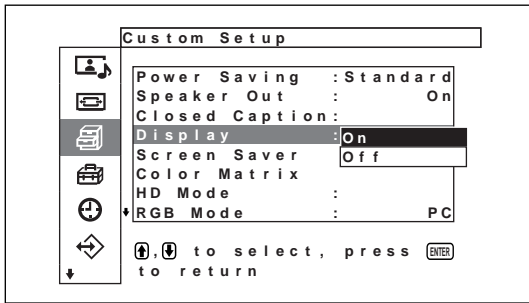 Custom Setup
Power Saving :Standard
Speaker Out : On
Closed Caption:
Display :On
Off
Screen Saver
Color Matrix
HD Mode :
RGB Mode : PC
, to select, press ENTER
to return